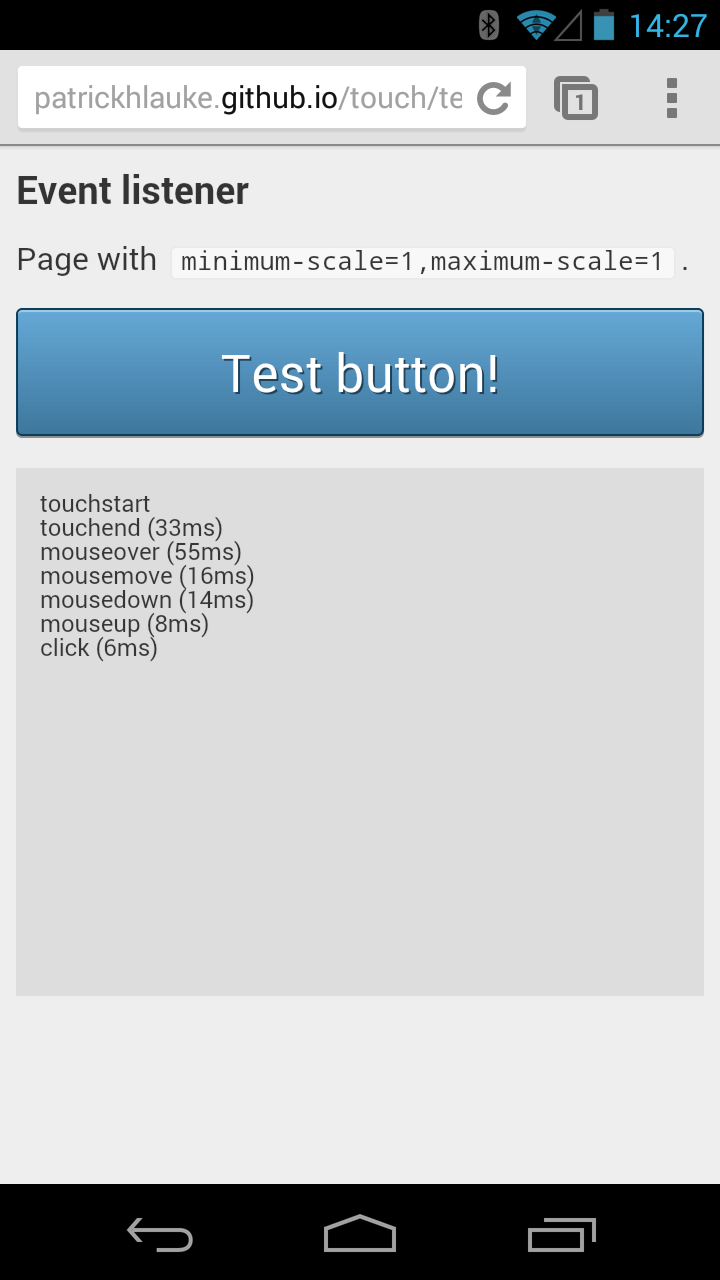 14:27
patrickhlauke.github.io/touch/te
1
Event listener
Page with minimum-scale=1,maximum-scale=1 .
Test button!
touchstart
touchend (33ms)
mouseover (55ms)
mousemove (16ms)
mousedown (14ms)
mouseup (8ms)
click (6ms)